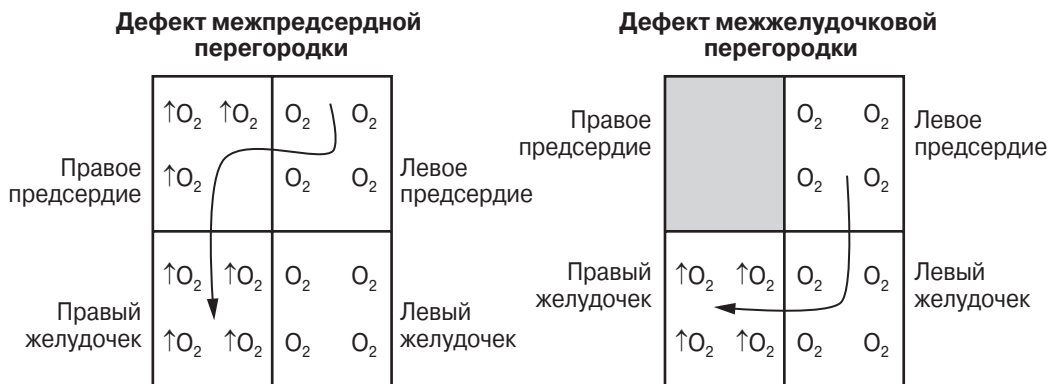 Дефект межпредсердной
перегородки
↑O₂ ↑O₂ O₂ O₂
Правое
предсердие
↑O₂ O₂ O₂
Левое
предсердие
↑O₂ ↑O₂ O₂ O₂
Правый
желудочек
↑O₂ ↑O₂ O₂ O₂
Левый
желудочек
Дефект межжелудочковой
перегородки
Правое
предсердие
O₂ O₂
Левое
предсердие
O₂ O₂
Правый
желудочек
↑O₂ ↑O₂ O₂ O₂
Левый
желудочек
↑O₂ ↑O₂ O₂ O₂